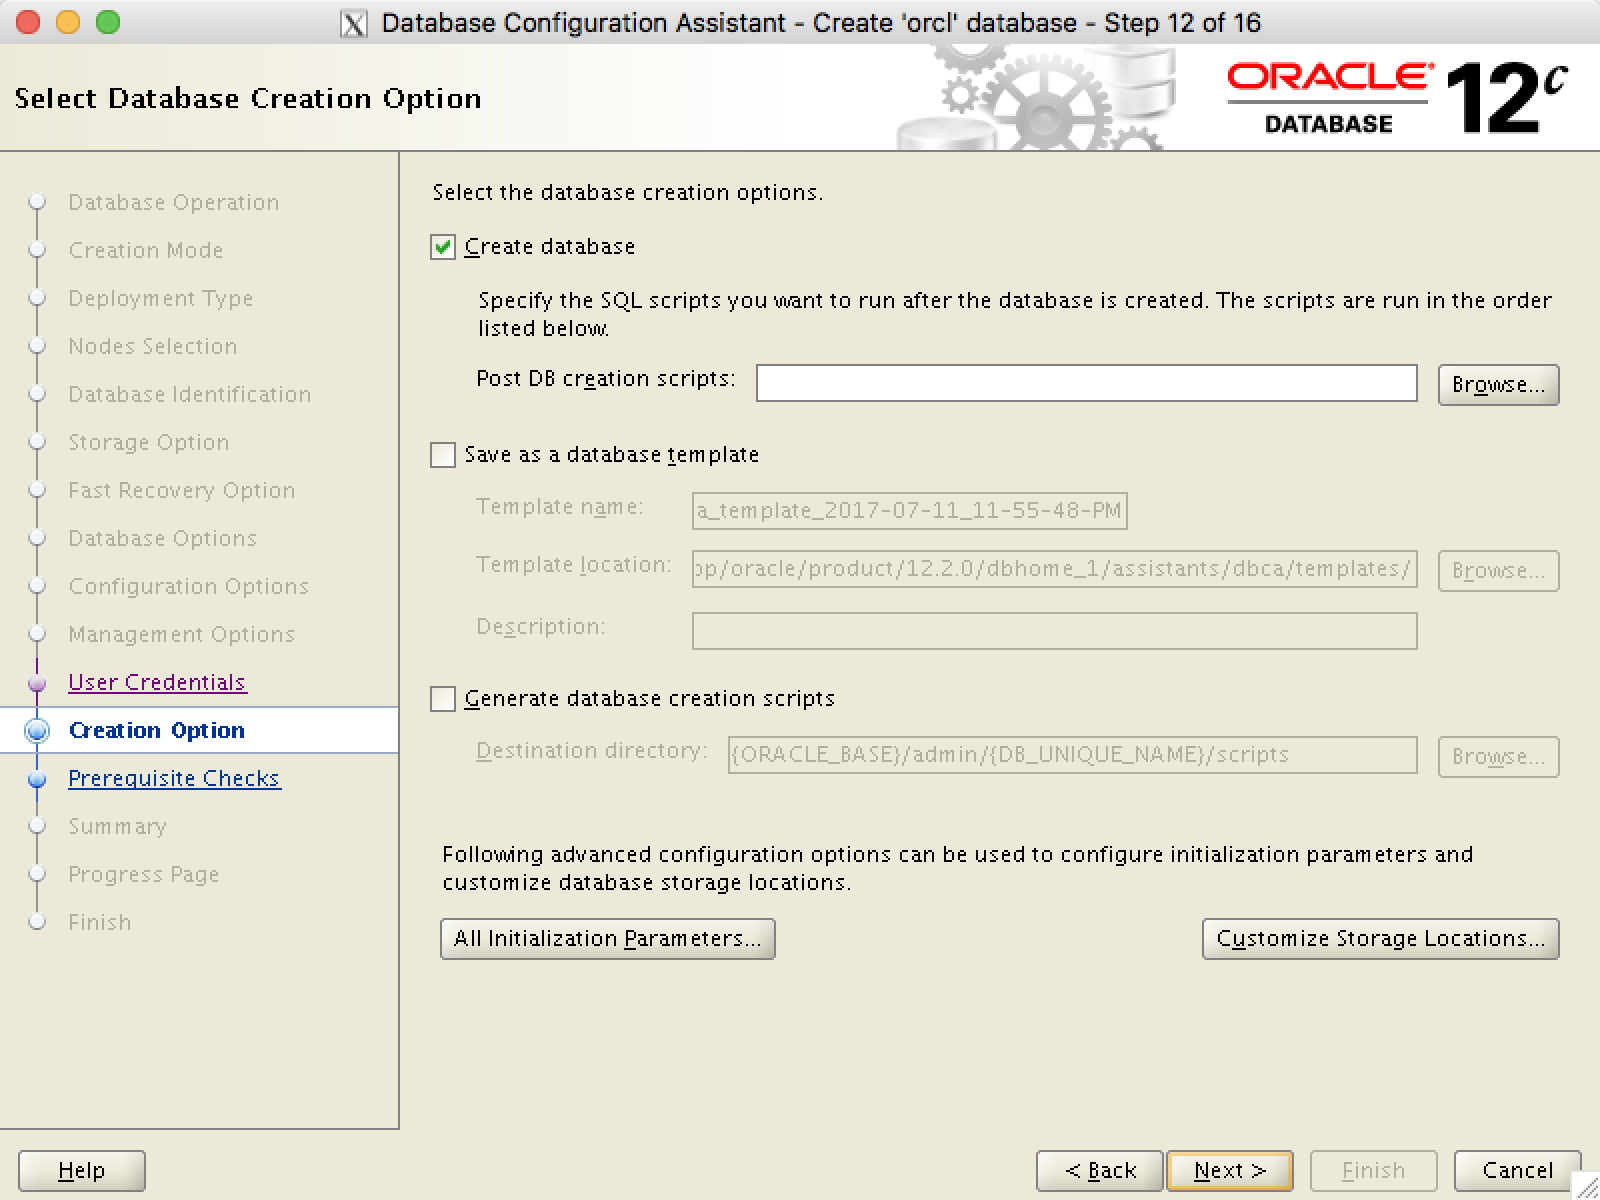 Database Configuration Assistant - Create 'orcl' database - Step 12 of 16
Select Database Creation Option
ORACLE
DATABASE
12c
Database Operation
Creation Mode
Deployment Type
Nodes Selection
Database Identification
Storage Option
Fast Recovery Option
Database Options
Configuration Options
Management Options
User Credentials
Creation Option
Prerequisite Checks
Summary
Progress Page
Finish
Select the database creation options.
Create database
Specify the SQL scripts you want to run after the database is created. The scripts are run in the order
listed below.
Post DB creation scripts:
Browse...
Save as a database template
Template name: a_template_2017-07-11_11-55-48-PM
Template location: pp/oracle/product/12.2.0/dbhome_1/assistants/dbca/templates/ Browse...
Description:
Generate database creation scripts
Destination directory: {ORACLE_BASE}/admin/{DB_UNIQUE_NAME}/scripts Browse...
Following advanced configuration options can be used to configure initialization parameters and
customize database storage locations.
All Initialization Parameters... Customize Storage Locations...
Help < Back Next > Finish Cancel